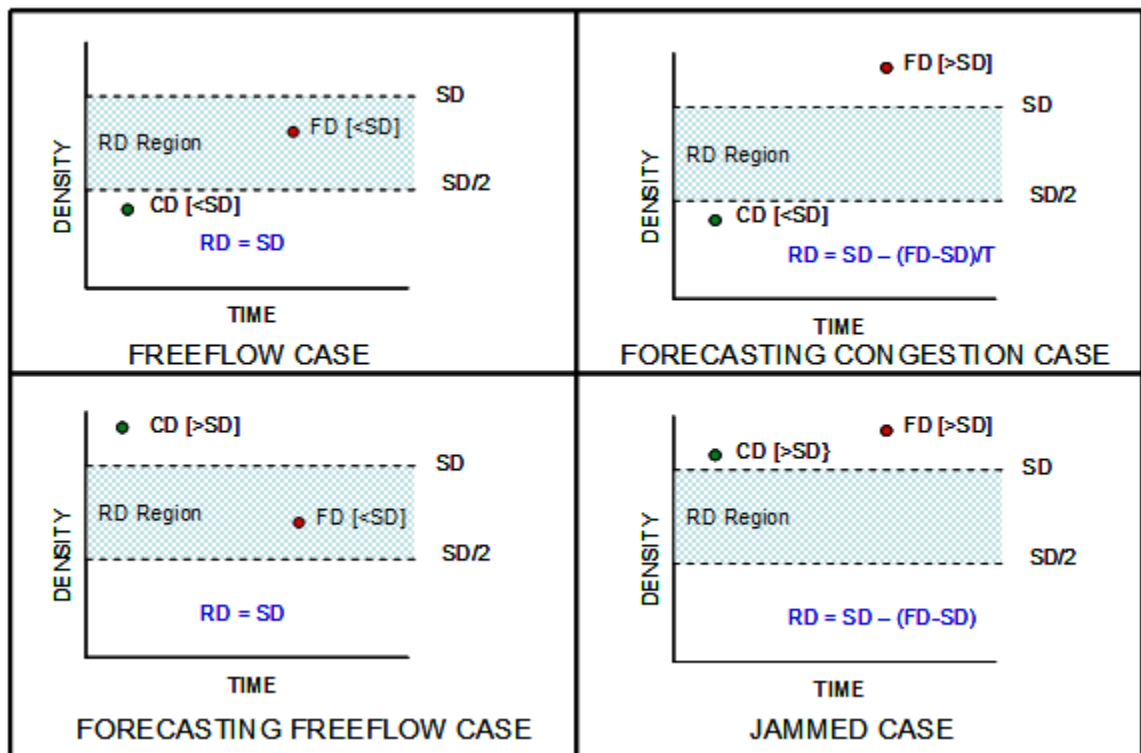 SD
FD [<SD]
RD Region
SD/2
CD [<SD]
RD = SD
DENSITY
TIME
FREEFLOW CASE
FD [>SD]
SD
RD Region
SD/2
CD [<SD]
RD = SD – (FD-SD)/T
DENSITY
TIME
FORECASTING CONGESTION CASE
CD [>SD]
SD
RD Region
FD [<SD]
SD/2
RD = SD
DENSITY
TIME
FORECASTING FREEFLOW CASE
FD [>SD]
CD [>SD}
SD
RD Region
SD/2
RD = SD – (FD-SD)
DENSITY
TIME
JAMMED CASE